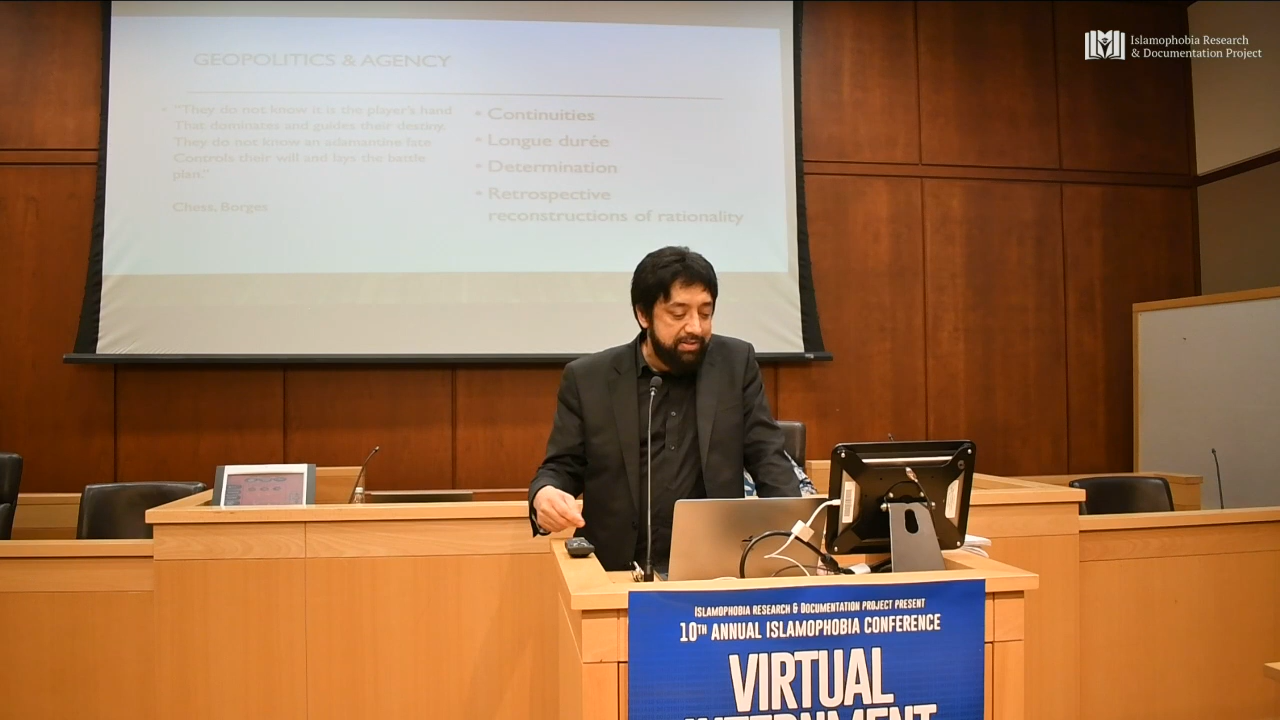 Islamophobia Research
& Documentation Project
GEOPOLITICS & AGENCY
• "They do not know it is the player's hand
That dominates and guides their destiny.
They do not know an adamantine fate
Controls their will and lays the battle
plan."
Chess, Borges
• Continuities
• Longue durée
• Determination
• Retrospective
reconstructions of rationality
ISLAMOPHOBIA RESEARCH & DOCUMENTATION PROJECT PRESENT
10TH ANNUAL ISLAMOPHOBIA CONFERENCE
VIRTUAL
INTERNMENT